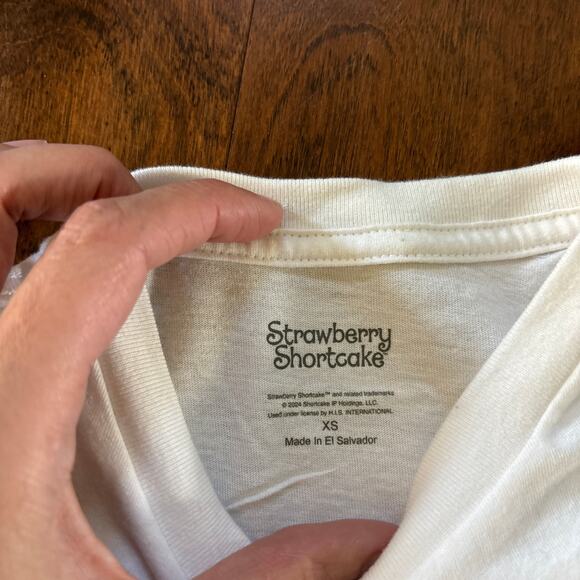 Strawberry
Shortcake™
Strawberry Shortcake™ and related trademarks
© 2024 Shortcake IP Holdings, LLC.
Used under license by H.I.S. INTERNATIONAL
XS
Made In El Salvador